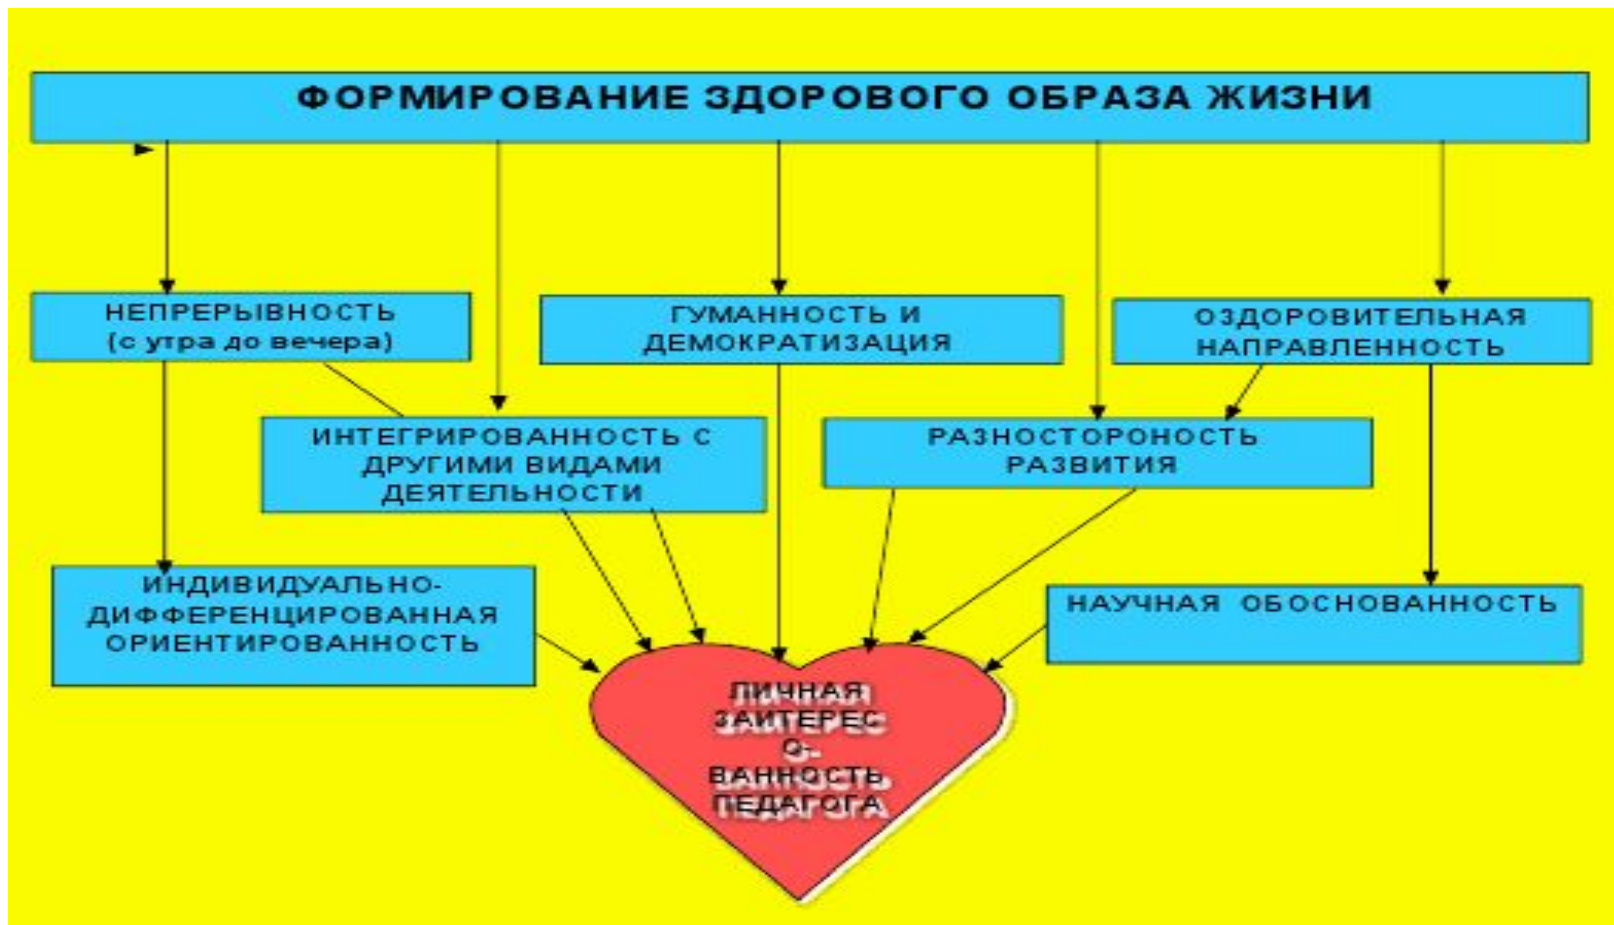 ФОРМИРОВАНИЕ ЗДОРОВОГО ОБРАЗА ЖИЗНИ
НЕПРЕРЫВНОСТЬ
(с утра до вечера)
ГУМАННОСТЬ И
ДЕМОКРАТИЗАЦИЯ
ОЗДОРОВИТЕЛЬНАЯ
НАПРАВЛЕННОСТЬ
ИНТЕГРИРОВАННОСТЬ С
ДРУГИМИ ВИДАМИ
ДЕЯТЕЛЬНОСТИ
РАЗНОСТОРОНОСТЬ
РАЗВИТИЯ
ИНДИВИДУАЛЬНО-
ДИФФЕРЕНЦИРОВАННАЯ
ОРИЕНТИРОВАННОСТЬ
НАУЧНАЯ ОБОСНОВАННОСТЬ
ЛИЧНАЯ
ЗАИТЕРЕС
О-
ВАННОСТЬ
ПЕДАГОГА